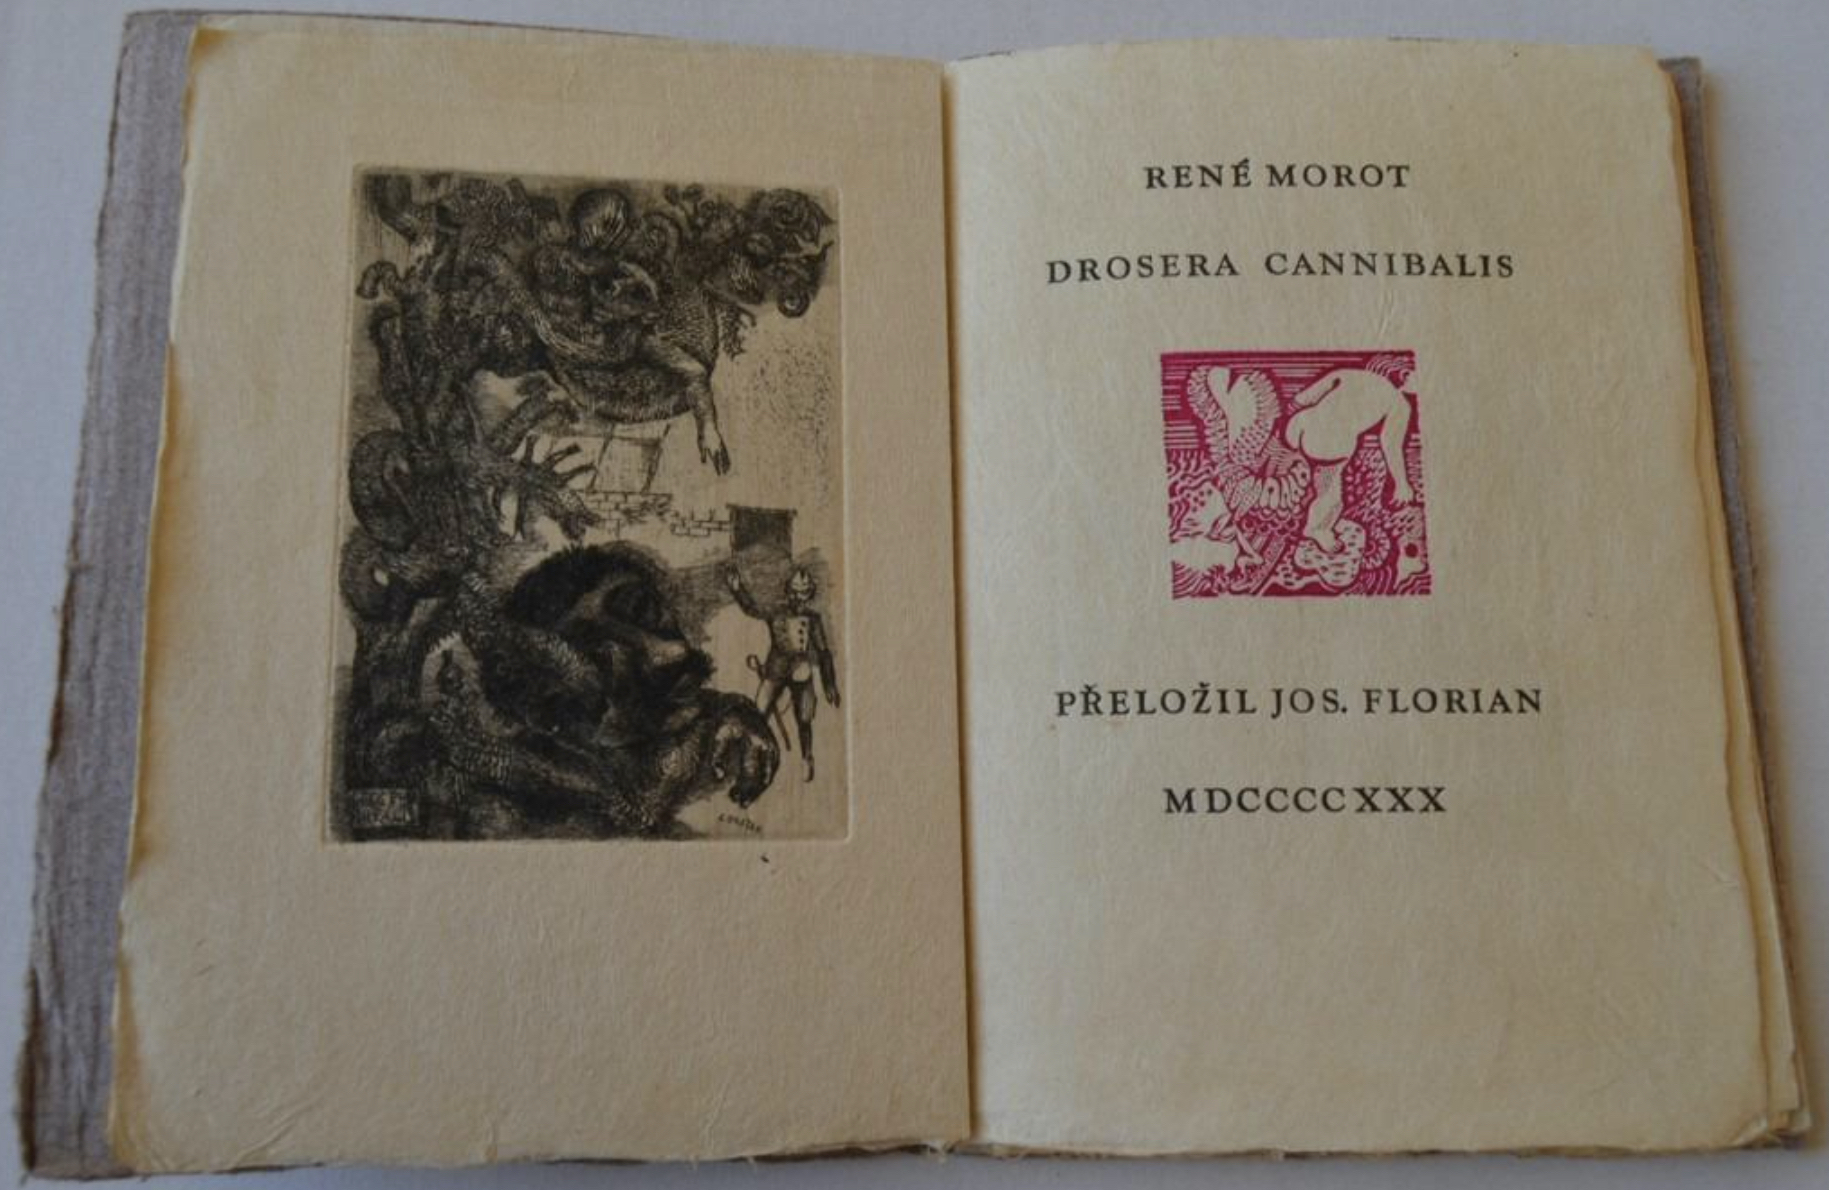 RENÉ MOROT
DROSERA CANNIBALIS
PŘELOŽIL JOS. FLORIAN
MDCCCCXXX